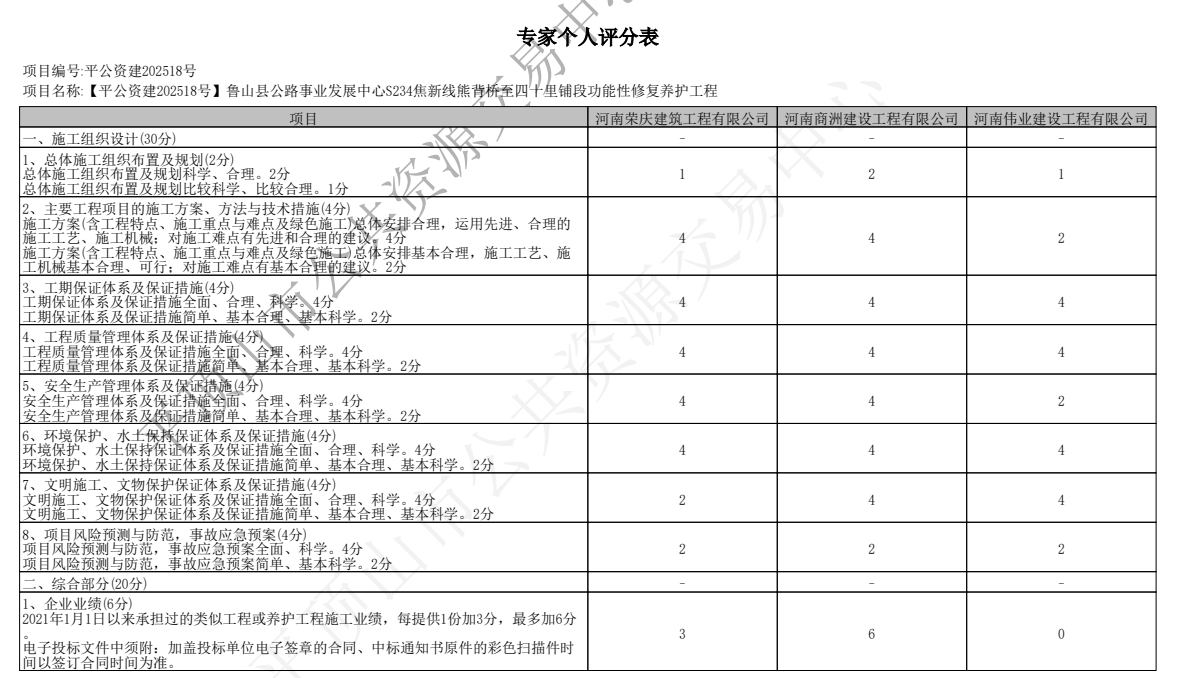 专家个人评分表
项目编号:平公资建202518号
项目名称:【平公资建202518号】鲁山县公路事业发展中心S234焦新线熊背桥至四十里铺段功能性修复养护工程
项目 河南荣庆建筑工程有限公司 河南商洲建设工程有限公司 河南伟业建设工程有限公司
一、施工组织设计(30分) - - -
1、总体施工组织布置及规划(2分)
总体施工组织布置及规划科学、合理。2分 1 2 1
总体施工组织布置及规划比较科学、比较合理。1分
2、主要工程项目的施工方案、方法与技术措施(4分)
施工方案(含工程特点、施工重点与难点及绿色施工)总体安排合理，运用先进、合理的
施工工艺、施工机械；对施工难点有先进和合理的建议。4分 4 4 2
施工方案(含工程特点、施工重点与难点及绿色施工)总体安排基本合理，施工工艺、施
工机械基本合理、可行；对施工难点有基本合理的建议。2分
3、工期保证体系及保证措施(4分)
工期保证体系及保证措施全面、合理、科学。4分 4 4 4
工期保证体系及保证措施简单、基本合理、基本科学。2分
4、工程质量管理体系及保证措施(4分)
工程质量管理体系及保证措施全面、合理、科学。4分 4 4 4
工程质量管理体系及保证措施简单、基本合理、基本科学。2分
5、安全生产管理体系及保证措施(4分)
安全生产管理体系及保证措施全面、合理、科学。4分 4 4 2
安全生产管理体系及保证措施简单、基本合理、基本科学。2分
6、环境保护、水土保持保证体系及保证措施(4分)
环境保护、水土保持保证体系及保证措施全面、合理、科学。4分 4 4 4
环境保护、水土保持保证体系及保证措施简单、基本合理、基本科学。2分
7、文明施工、文物保护保证体系及保证措施(4分)
文明施工、文物保护保证体系及保证措施全面、合理、科学。4分 2 4 4
文明施工、文物保护保证体系及保证措施简单、基本合理、基本科学。2分
8、项目风险预测与防范，事故应急预案(4分)
项目风险预测与防范，事故应急预案全面、科学。4分 2 2 2
项目风险预测与防范，事故应急预案简单、基本科学。2分
二、综合部分(20分) - - -
1、企业业绩(6分)
2021年1月1日以来承担过的类似工程或养护工程施工业绩，每提供1份加3分，最多加6分
。 3 6 0
电子投标文件中须附：加盖投标单位电子签章的合同、中标通知书原件的彩色扫描件时
间以签订合同时间为准。
平顶山市公共资源交易中心
平顶山市公共资源交易中心